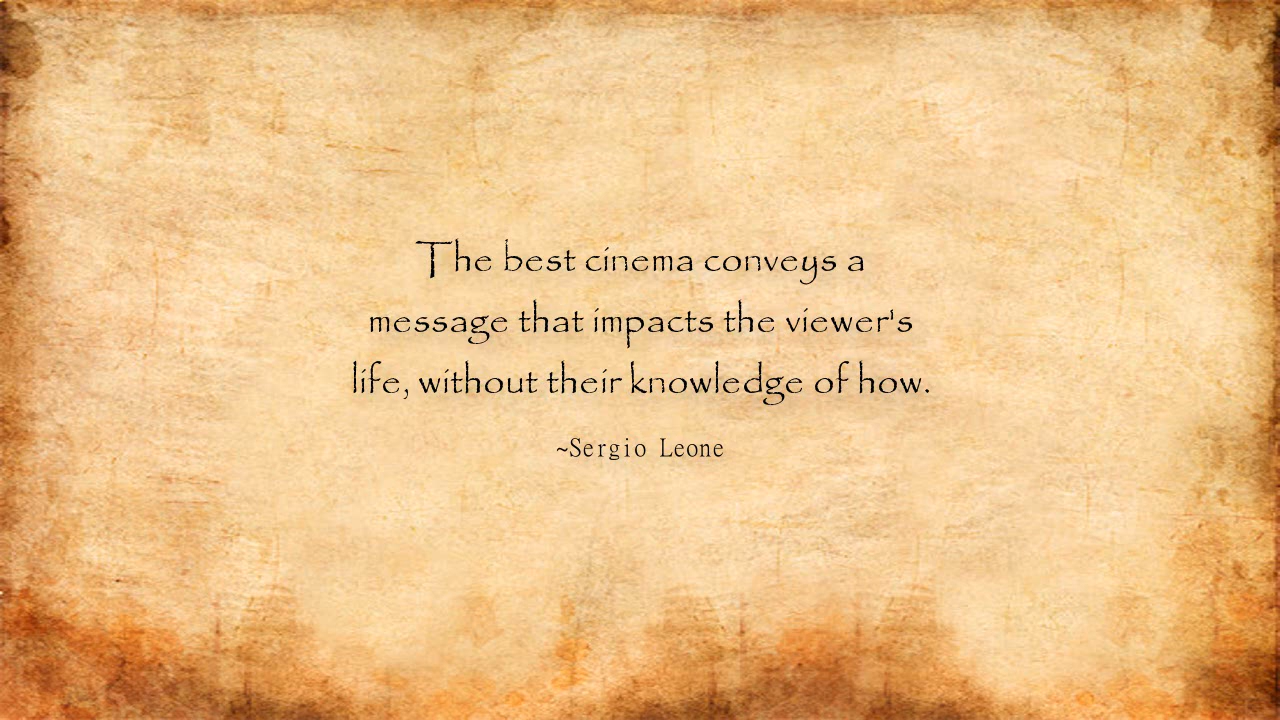 The best cinema conveys a
message that impacts the viewer's
life, without their knowledge of how.
~Sergio Leone